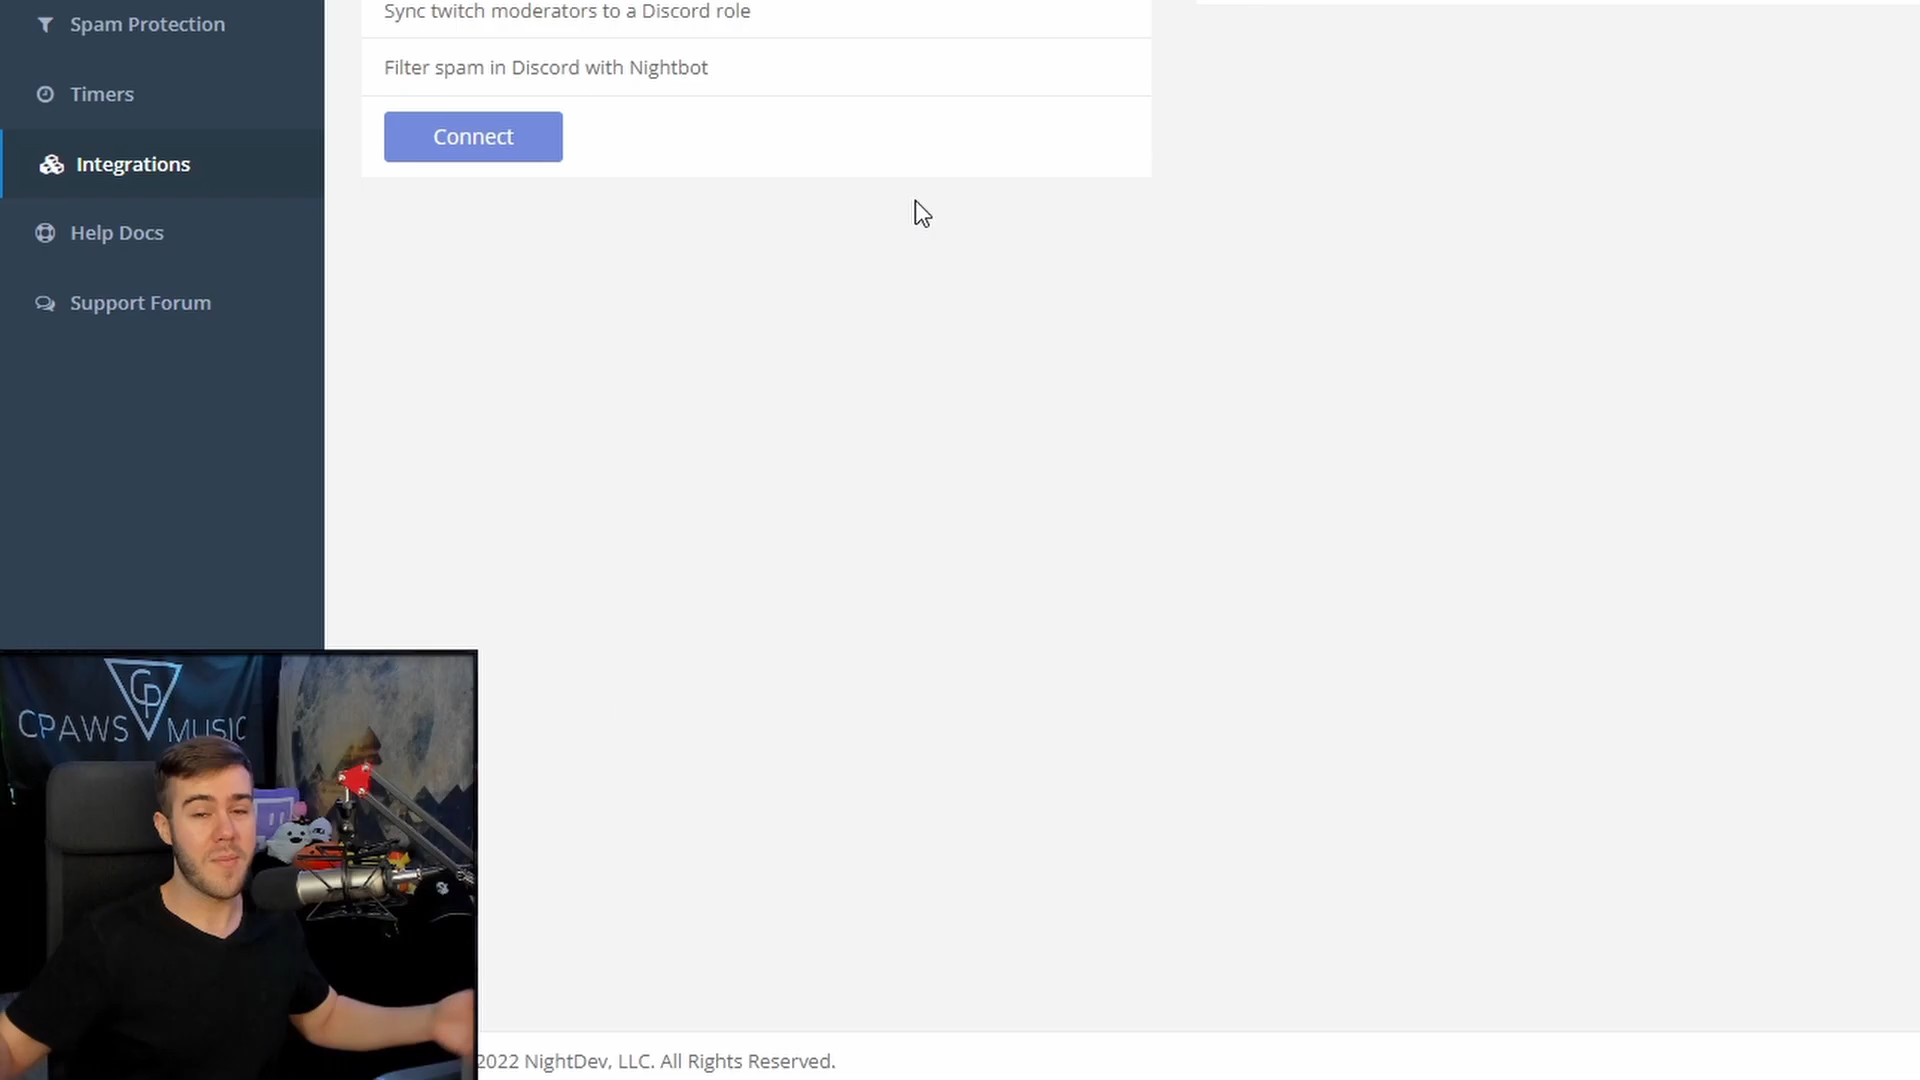 Spam Protection
Timers
Integrations
Help Docs
Support Forum
Sync twitch moderators to a Discord role
Filter spam in Discord with Nightbot
Connect
CP
CPAWS MUSIC
2022 NightDev, LLC. All Rights Reserved.